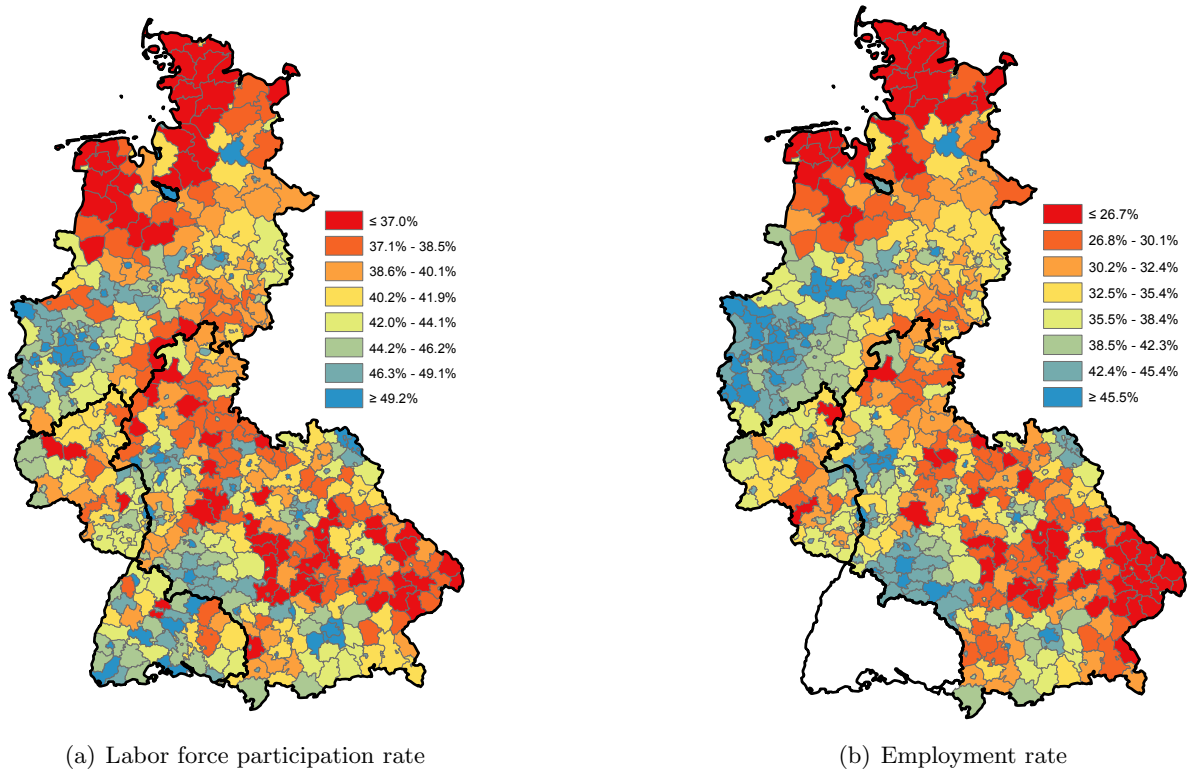 ≤ 37.0%
37.1% - 38.5%
38.6% - 40.1%
40.2% - 41.9%
42.0% - 44.1%
44.2% - 46.2%
46.3% - 49.1%
≥ 49.2%
≤ 26.7%
26.8% - 30.1%
30.2% - 32.4%
32.5% - 35.4%
35.5% - 38.4%
38.5% - 42.3%
42.4% - 45.4%
≥ 45.5%
(a) Labor force participation rate
(b) Employment rate